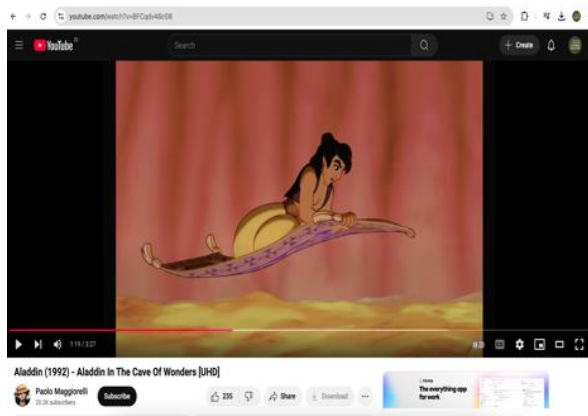 youtube.com/watch?v=BFCqdv48c08
YouTube
Search
+ Create
1:19 / 3:27
Aladdin (1992) - Aladdin In The Cave Of Wonders [UHD]
Paolo Maggiorelli
Subscribe
235
Share
Download
The everything app
for work